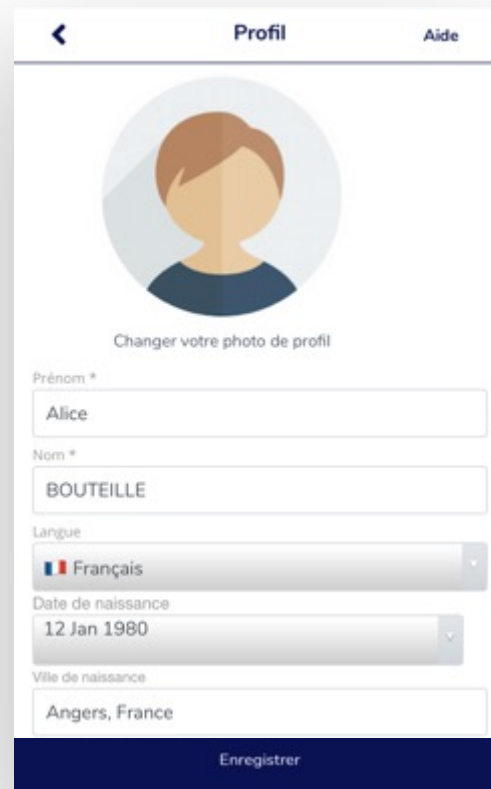 Profil Aide
Changer votre photo de profil
Prénom *
Alice
Nom *
BOUTEILLE
Langue
Français
Date de naissance
12 Jan 1980
Ville de naissance
Angers, France
Enregistrer